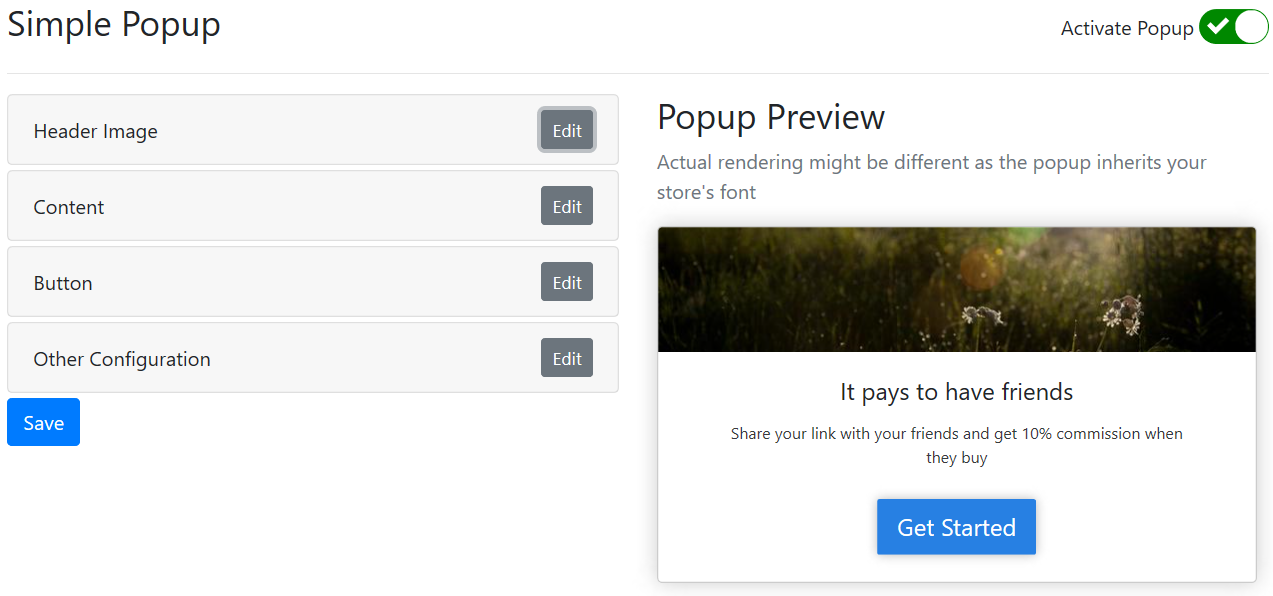 Simple Popup
Activate Popup
Header Image
Edit
Content
Edit
Button
Edit
Other Configuration
Edit
Save
Popup Preview
Actual rendering might be different as the popup inherits your
store's font
It pays to have friends
Share your link with your friends and get 10% commission when
they buy
Get Started